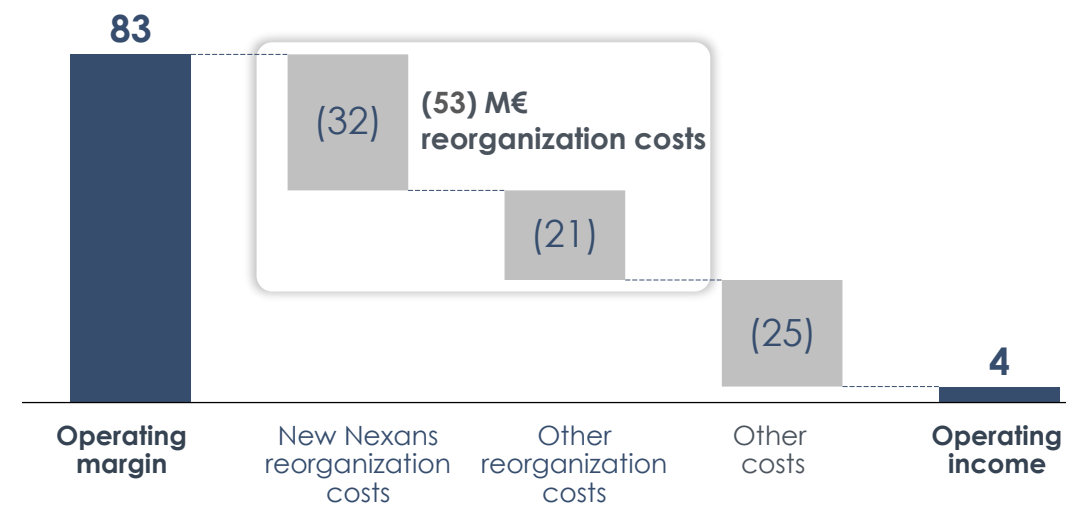 83
(32)
(53) M€
reorganization costs
(21)
(25)
4
Operating
margin
New Nexans
reorganization
costs
Other
reorganization
costs
Other
costs
Operating
income